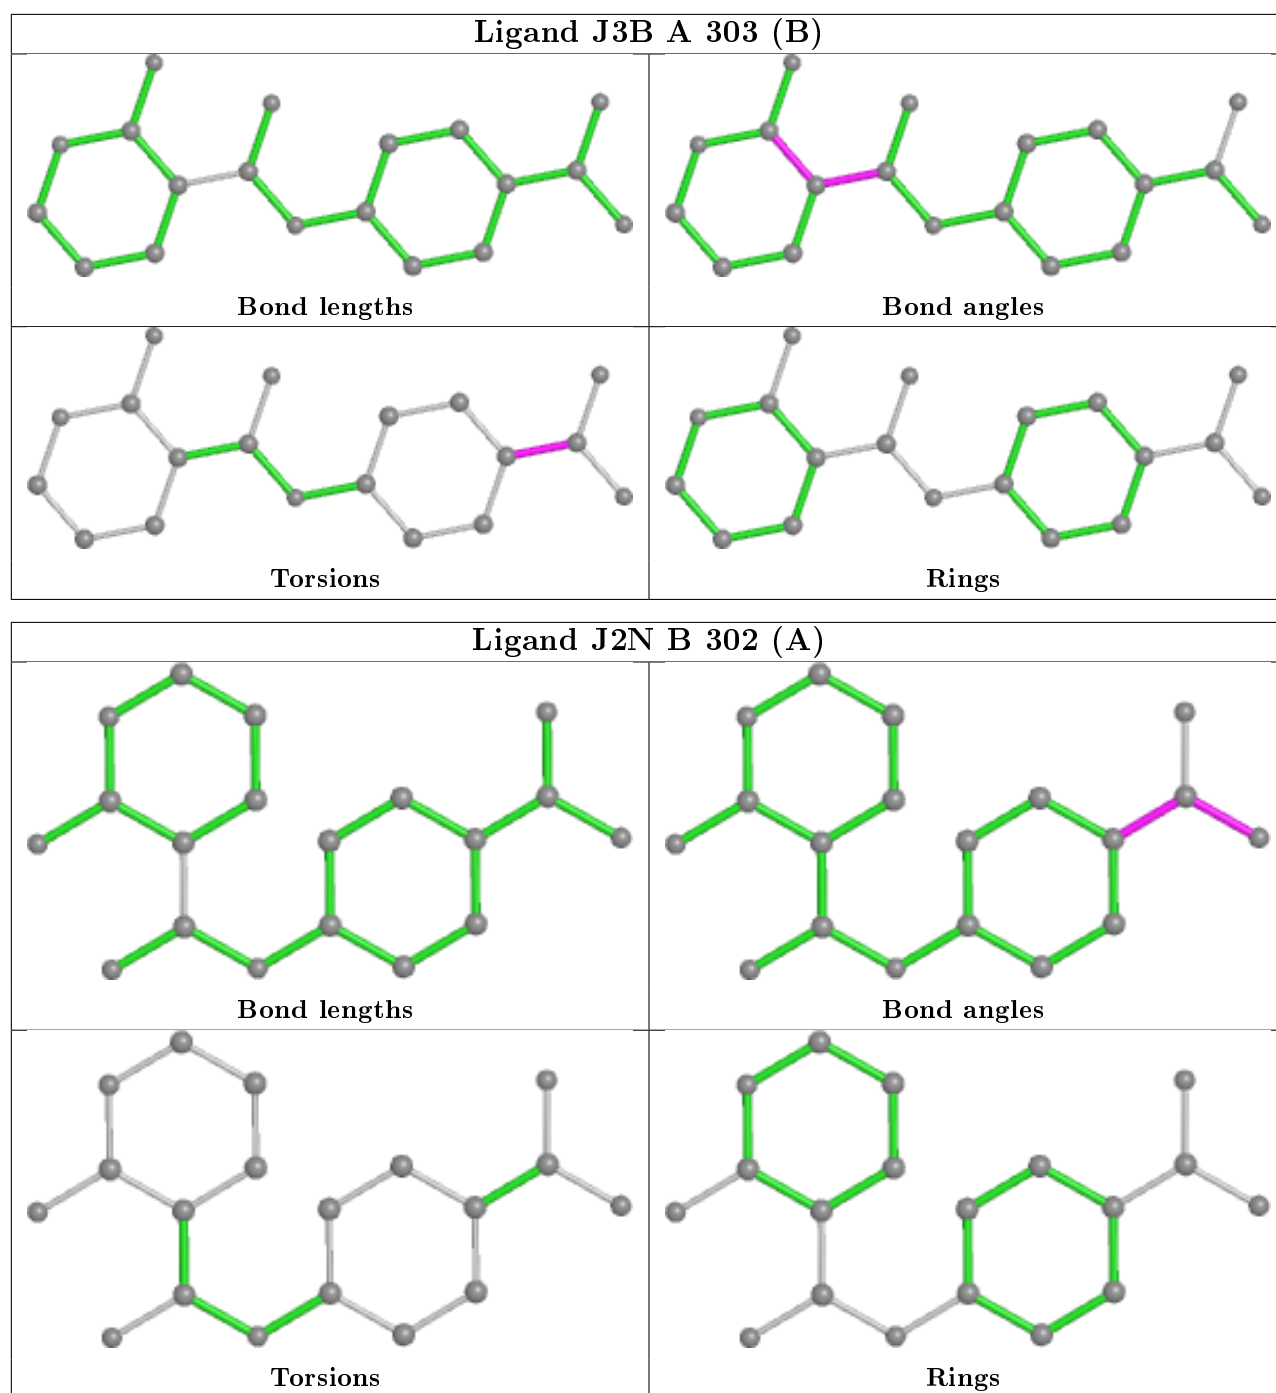 Ligand J3B A 303 (B)
Bond lengths
Bond angles
Torsions
Rings
Ligand J2N B 302 (A)
Bond lengths
Bond angles
Torsions
Rings